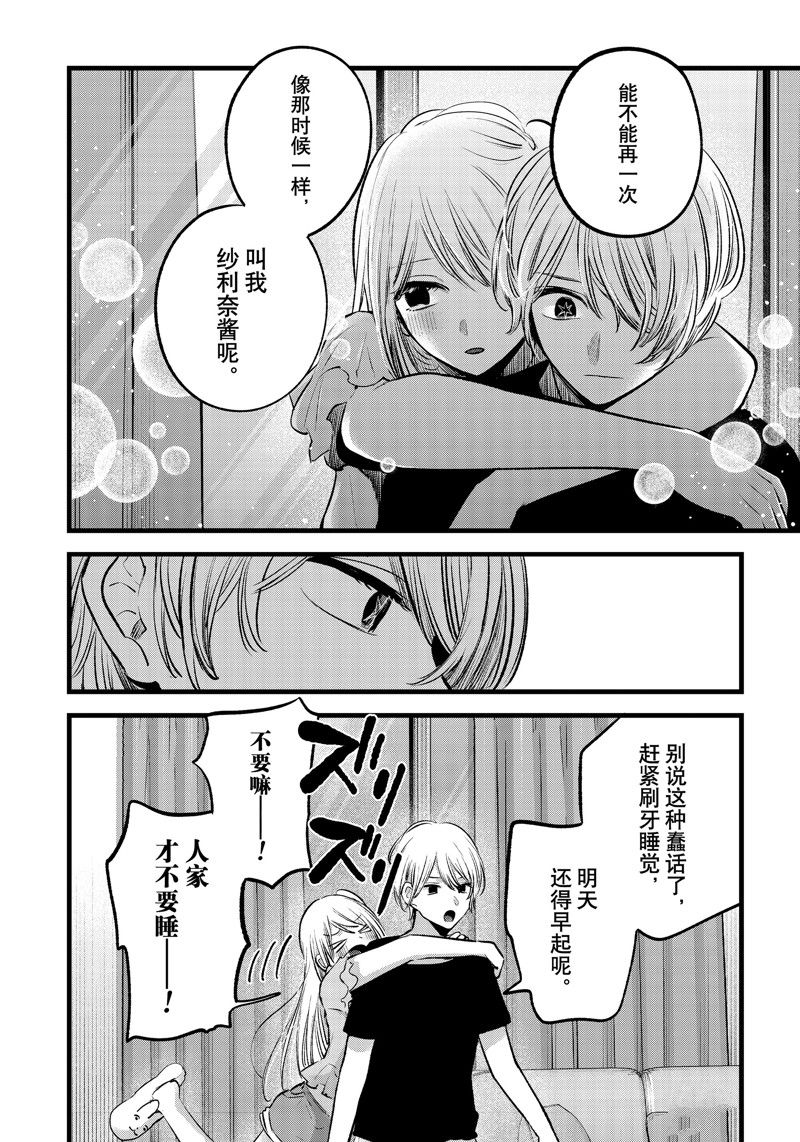 能不能再一次
像那时候一样，
叫我
纱利奈酱呢。
别说这种蠢话了，
赶紧刷牙睡觉，
明天
还得早起呢。
ズリ
ズリ
不要嘛——！
人家
才不要睡——！